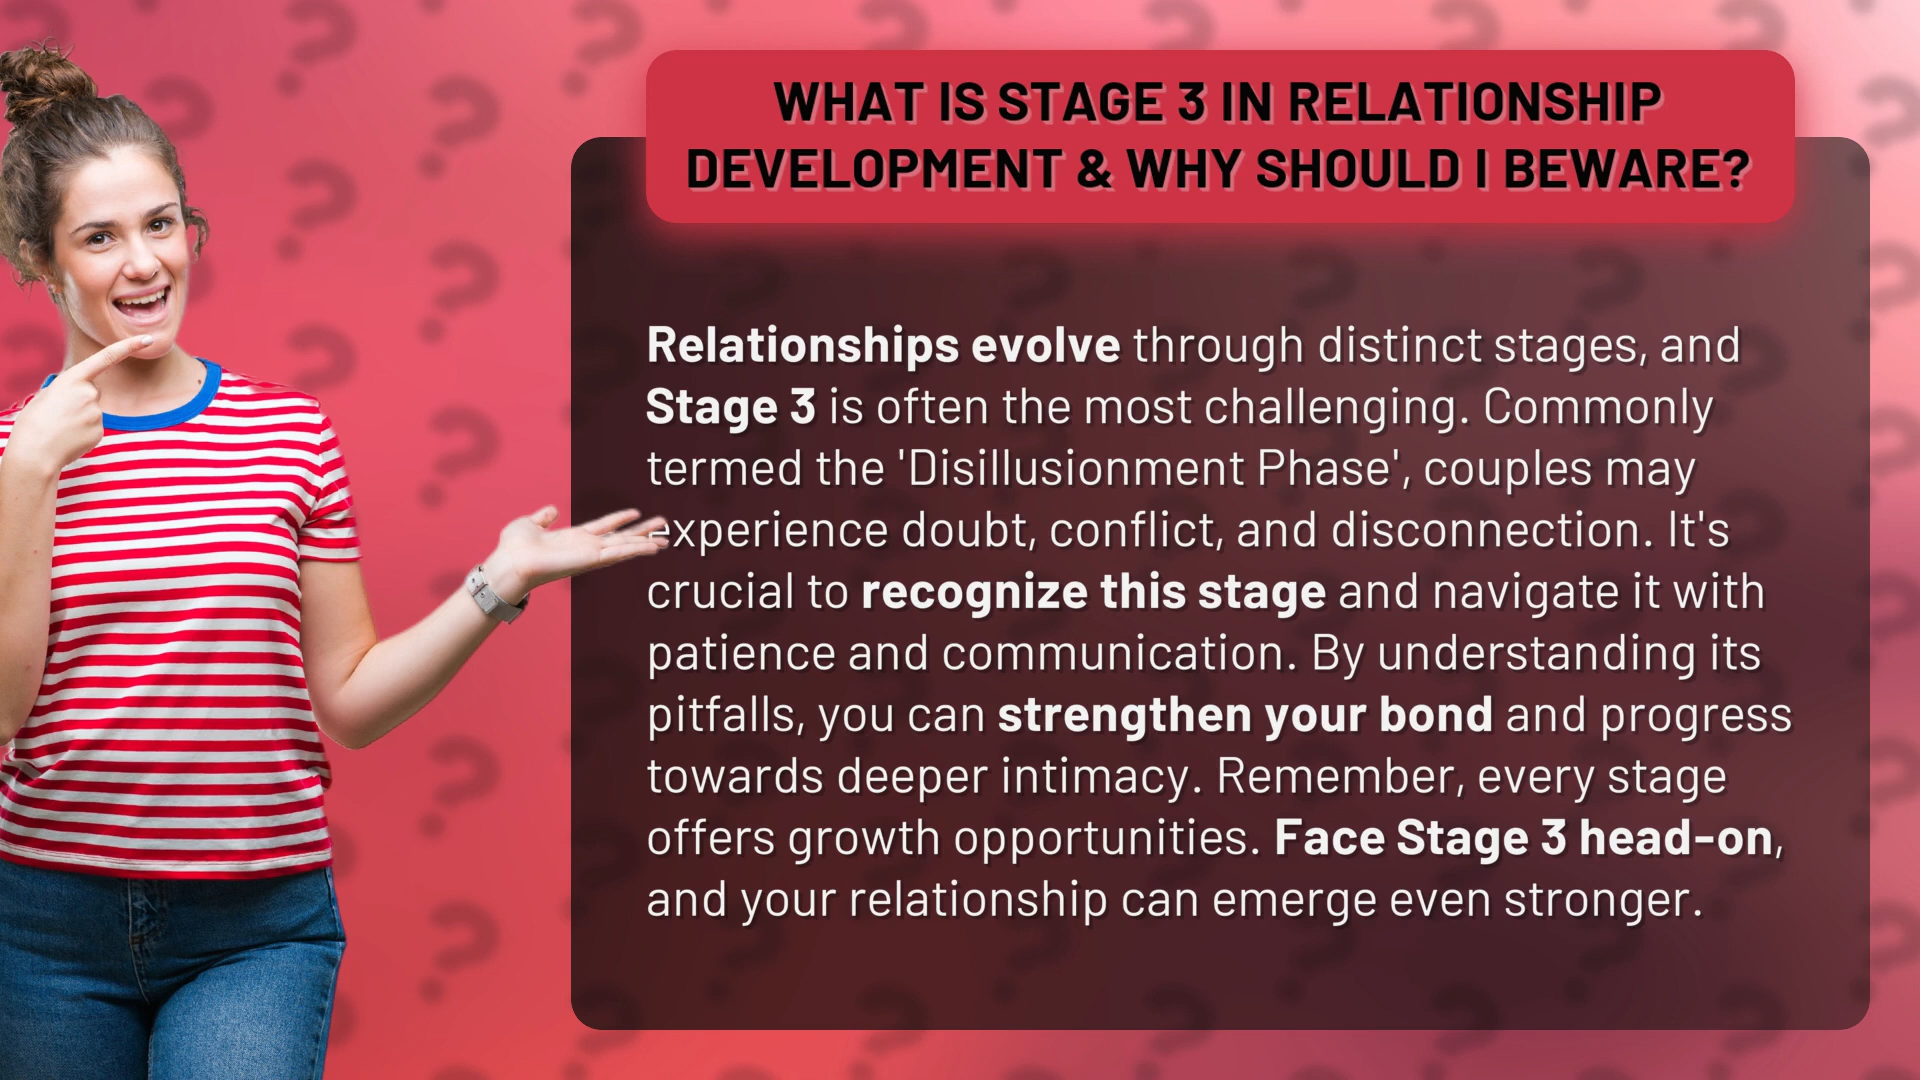 WHAT IS STAGE 3 IN RELATIONSHIP
DEVELOPMENT & WHY SHOULD I BEWARE?
Relationships evolve through distinct stages, and
Stage 3 is often the most challenging. Commonly
termed the 'Disillusionment Phase', couples may
experience doubt, conflict, and disconnection. It's
crucial to recognize this stage and navigate it with
patience and communication. By understanding its
pitfalls, you can strengthen your bond and progress
towards deeper intimacy. Remember, every stage
offers growth opportunities. Face Stage 3 head-on,
and your relationship can emerge even stronger.